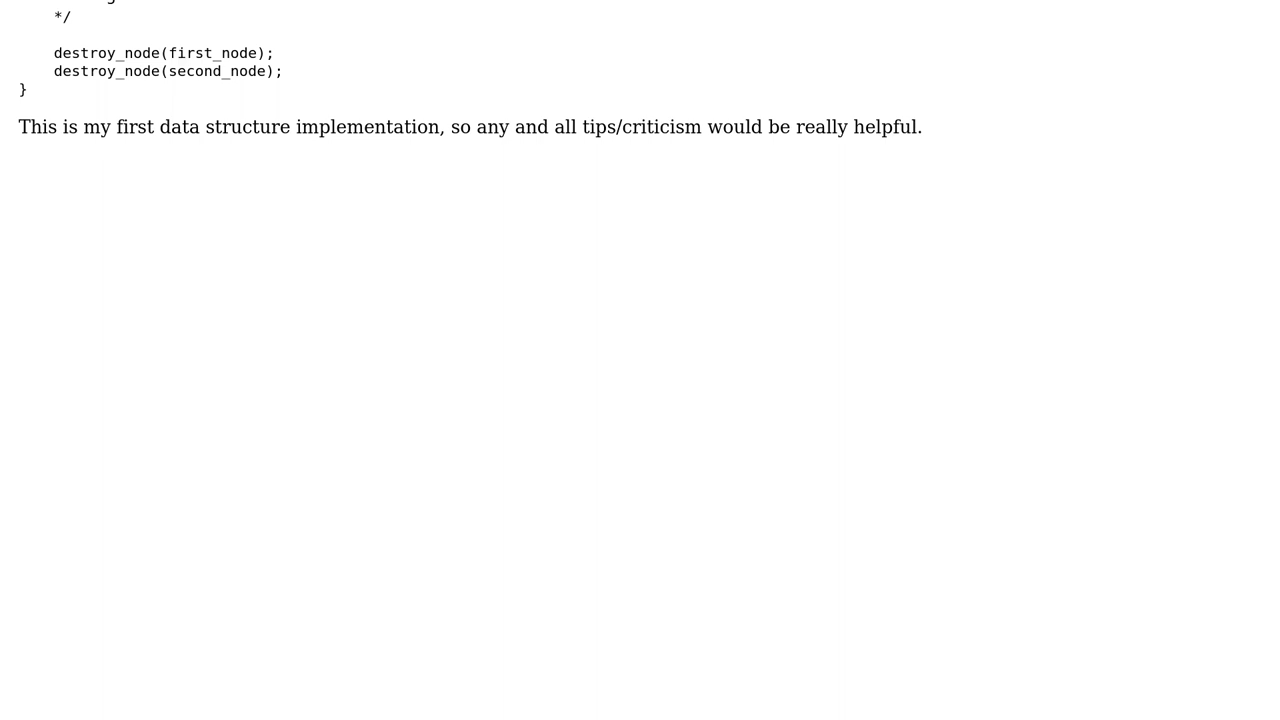 */
destroy_node(first_node);
destroy_node(second_node);
}
This is my first data structure implementation, so any and all tips/criticism would be really helpful.